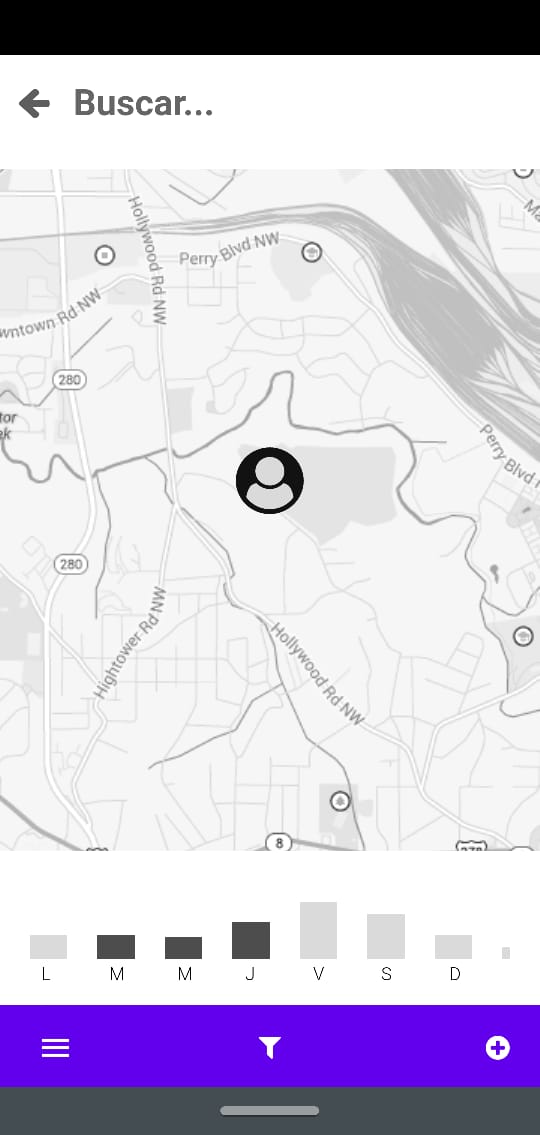 Buscar...
Hollywood Rd NW
Perry Blvd NW
wntown Rd NW
280
tor
ek
Perry Blvd
280
Hightower Rd NW
Hollywood Rd NW
8
278
L M M J V S D